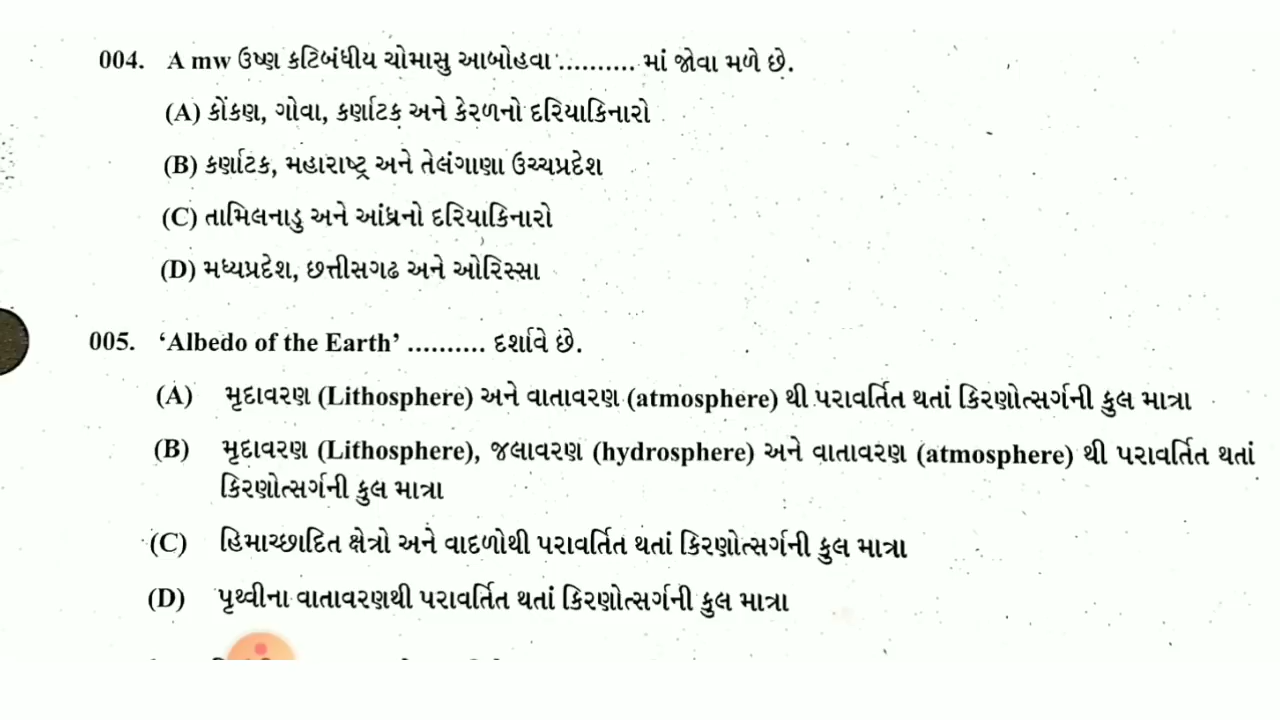 004. A mw ઉષ્ણ કટિબંધીય ચોમાસુ આબોહવા .......... માં જોવા મળે છે.
(A) કોંકણ, ગોવા, કર્ણાટક અને કેરળનો દરિયાકિનારો
(B) કર્ણાટક, મહારાષ્ટ્ર અને તેલંગાણા ઉચ્ચપ્રદેશ
(C) તામિલનાડુ અને આંધ્રનો દરિયાકિનારો
(D) મધ્યપ્રદેશ, છત્તીસગઢ અને ઓરિસ્સા
005. ‘Albedo of the Earth’ .......... દર્શાવે છે.
(A) મૃદાવરણ (Lithosphere) અને વાતાવરણ (atmosphere) થી પરાવર્તિત થતાં કિરણોત્સર્ગની કુલ માત્રા
(B) મૃદાવરણ (Lithosphere), જલાવરણ (hydrosphere) અને વાતાવરણ (atmosphere) થી પરાવર્તિત થતાં
કિરણોત્સર્ગની કુલ માત્રા
(C) હિમાચ્છાદિત ક્ષેત્રો અને વાદળોથી પરાવર્તિત થતાં કિરણોત્સર્ગની કુલ માત્રા
(D) પૃથ્વીના વાતાવરણથી પરાવર્તિત થતાં કિરણોત્સર્ગની કુલ માત્રા